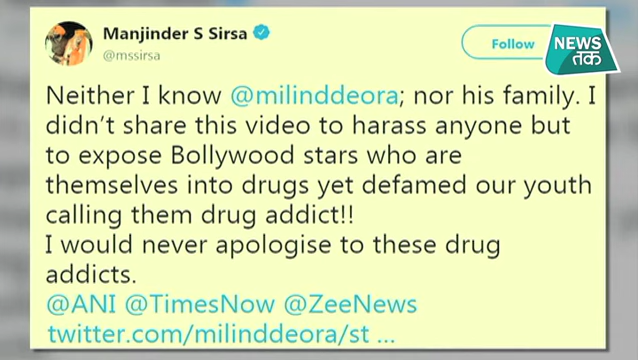 Manjinder S Sirsa
@mssirsa
Follow
NEWS
तक
Neither I know @milinddeora; nor his family. I
didn't share this video to harass anyone but
to expose Bollywood stars who are
themselves into drugs yet defamed our youth
calling them drug addict!!
I would never apologise to these drug
addicts.
@ANI @TimesNow @ZeeNews
twitter.com/milinddeora/st ...